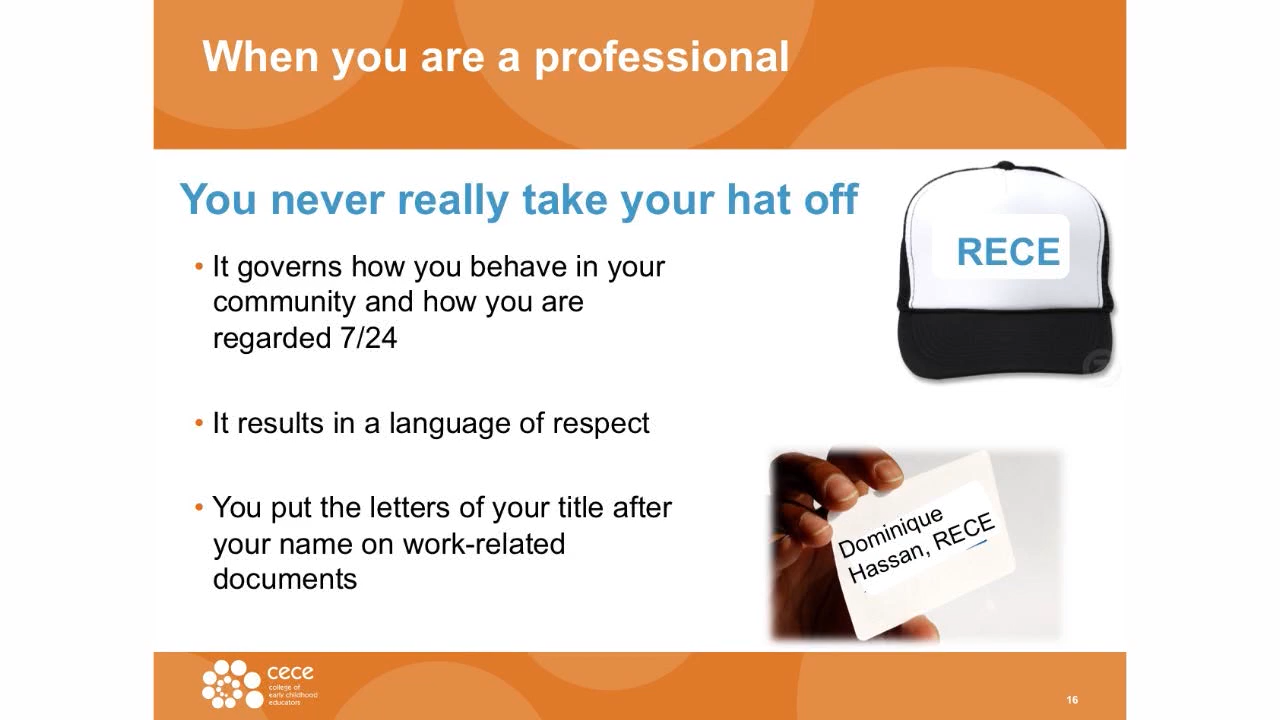 When you are a professional
You never really take your hat off
RECE
• It governs how you behave in your
community and how you are
regarded 7/24
• It results in a language of respect
• You put the letters of your title after
your name on work-related
documents
Dominique
Hassan, RECE
cece
college of
early childhood
educators
16